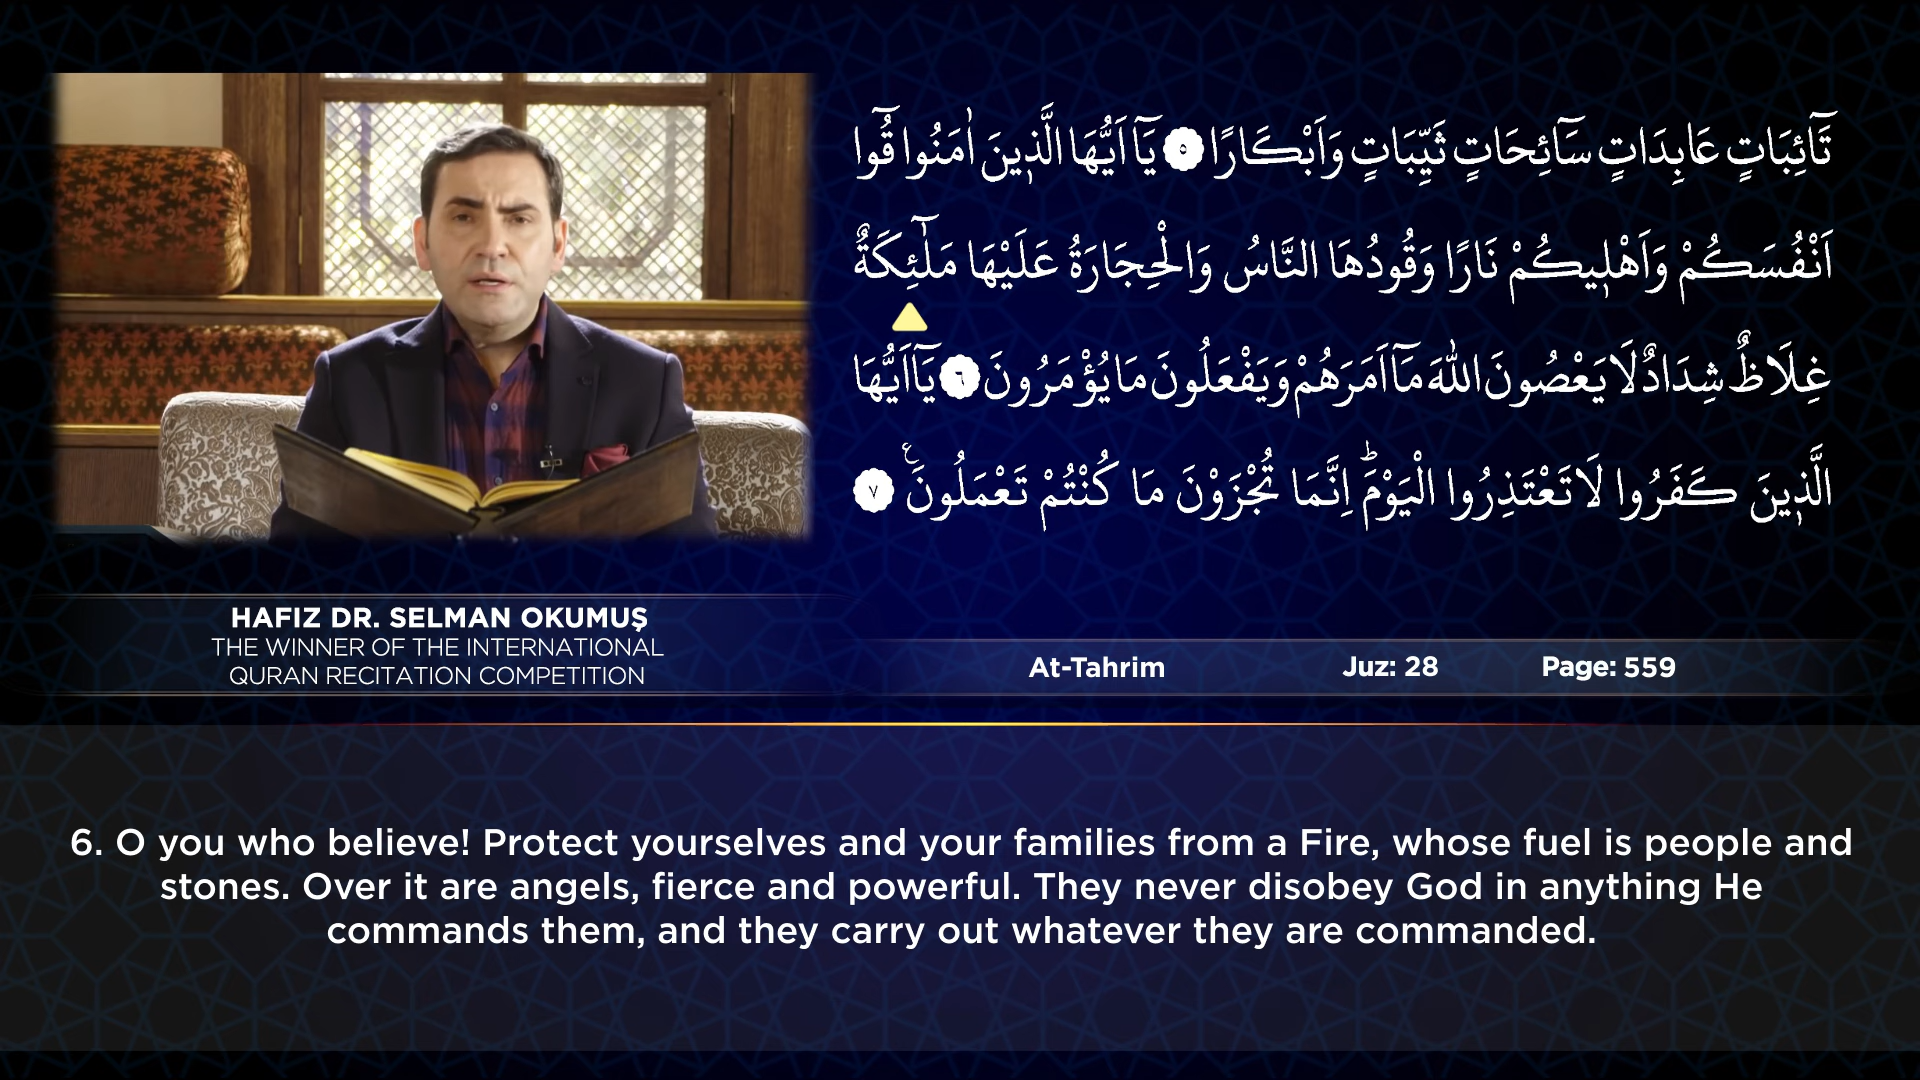 تَٓائِبَاتٍ عَابِدَاتٍ سَٓائِحَاتٍ ثَيِّبَاتٍ وَاَبْكَارًا ٥ يَٓا اَيُّهَا الَّذ۪ينَ اٰمَنُوا قُٓوا
اَنْفُسَكُمْ وَاَهْل۪يكُمْ نَارًا وَقُودُهَا النَّاسُ وَالْحِجَارَةُ عَلَيْهَا مَلٰٓئِكَةٌ
غِلَاظٌ شِدَادٌ لَا يَعْصُونَ اللّٰهَ مَٓا اَمَرَهُمْ وَيَفْعَلُونَ مَا يُؤْمَرُونَ ٦ يَٓا اَيُّهَا
الَّذ۪ينَ كَفَرُوا لَا تَعْتَذِرُوا الْيَوْمَۜ اِنَّمَا تُجْزَوْنَ مَا كُنْتُمْ تَعْمَلُونَ۟ ٧
HAFIZ DR. SELMAN OKUMUŞ
THE WINNER OF THE INTERNATIONAL
QURAN RECITATION COMPETITION
At-Tahrim Juz: 28 Page: 559
6. O you who believe! Protect yourselves and your families from a Fire, whose fuel is people and
stones. Over it are angels, fierce and powerful. They never disobey God in anything He
commands them, and they carry out whatever they are commanded.